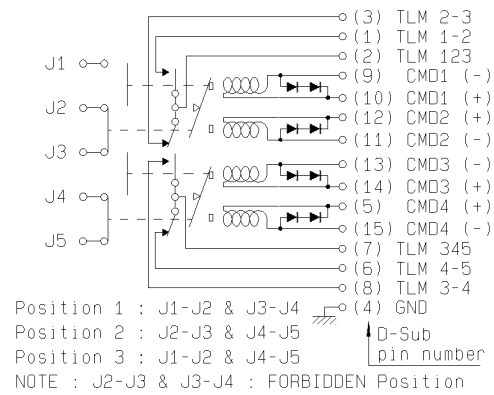 (3) TLM 2-3
(1) TLM 1-2
(2) TLM 123
J1
(9) CMD1 (-)
J2
(10) CMD1 (+)
(12) CMD2 (+)
(11) CMD2 (-)
J3
(13) CMD3 (-)
(14) CMD3 (+)
J4
(5) CMD4 (+)
(15) CMD4 (-)
J5
(7) TLM 345
(6) TLM 4-5
(8) TLM 3-4
Position 1 : J1-J2 & J3-J4
(4) GND
Position 2 : J2-J3 & J4-J5
D-Sub
pin number
Position 3 : J1-J2 & J4-J5
NOTE : J2-J3 & J3-J4 : FORBIDDEN Position